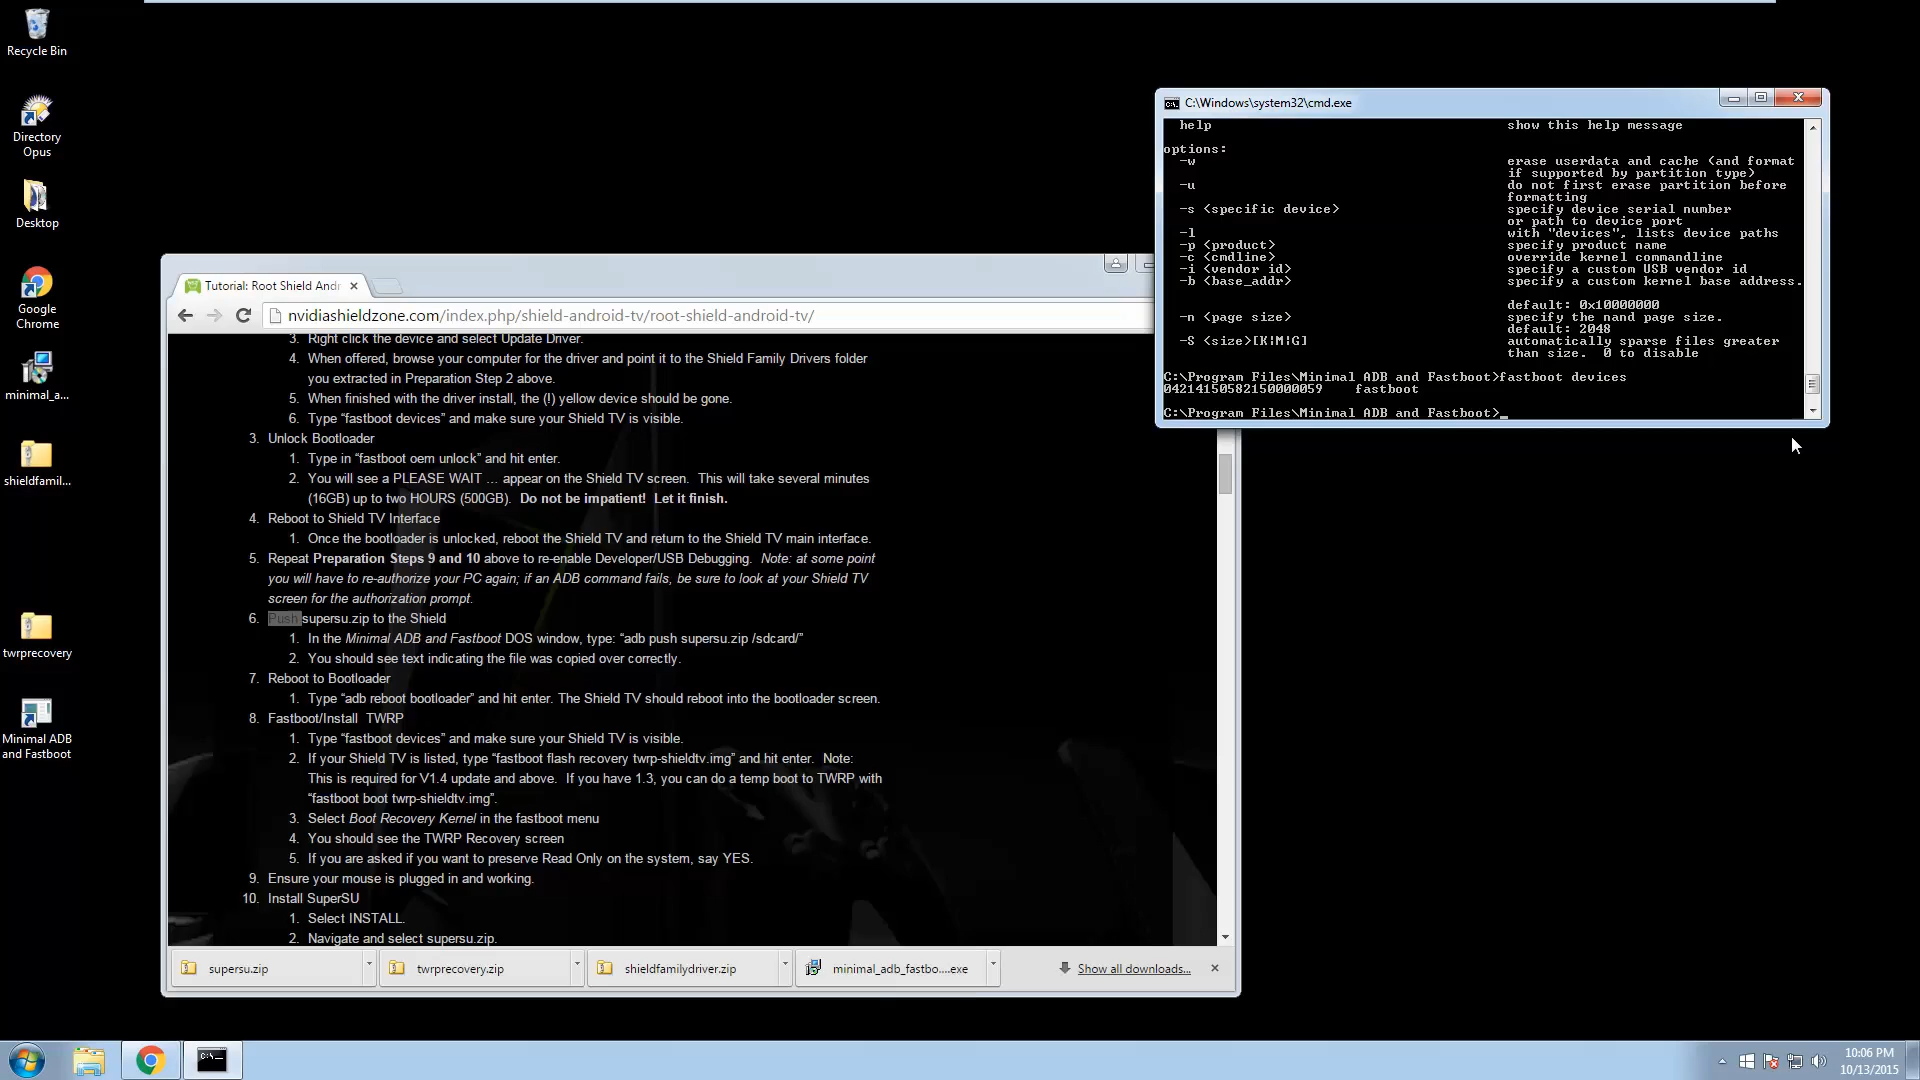 Recycle Bin
Directory
Opus
Desktop
Google
Chrome
minimal_a...
shieldfamil...
twrprecovery
Minimal ADB
and Fastboot
C:\Windows\system32\cmd.exe
help show this help message
options:
-w erase userdata and cache (and format
if supported by partition type)
-u do not first erase partition before
formatting
-s <specific device> specify device serial number
or path to device port
-l with "devices", lists device paths
-p <product> specify product name
-c <cmdline> override kernel commandline
-i <vendor id> specify a custom USB vendor id
-b <base_addr> specify a custom kernel base address.
default: 0x10000000
-n <page size> specify the nand page size.
default: 2048
-S <size>[K|M|G] automatically sparse files greater
than size. 0 to disable
C:\Program Files\Minimal ADB and Fastboot>fastboot devices
0421415058215000005​9 fastboot
C:\Program Files\Minimal ADB and Fastboot>_
Tutorial: Root Shield Andr
nvidiashieldzone.com/index.php/shield-android-tv/root-shield-android-tv/
3. Right click the device and select Update Driver.
4. When offered, browse your computer for the driver and point it to the Shield Family Drivers folder
you extracted in Preparation Step 2 above.
5. When finished with the driver install, the (!) yellow device should be gone.
6. Type “fastboot devices” and make sure your Shield TV is visible.
3. Unlock Bootloader
1. Type in “fastboot oem unlock” and hit enter.
2. You will see a PLEASE WAIT … appear on the Shield TV screen. This will take several minutes
(16GB) up to two HOURS (500GB). Do not be impatient! Let it finish.
4. Reboot to Shield TV Interface
1. Once the bootloader is unlocked, reboot the Shield TV and return to the Shield TV main interface.
5. Repeat Preparation Steps 9 and 10 above to re-enable Developer/USB Debugging. Note: at some point
you will have to re-authorize your PC again; if an ADB command fails, be sure to look at your Shield TV
screen for the authorization prompt.
6. Push supersu.zip to the Shield
1. In the Minimal ADB and Fastboot DOS window, type: “adb push supersu.zip /sdcard/”
2. You should see text indicating the file was copied over correctly.
7. Reboot to Bootloader
1. Type “adb reboot bootloader” and hit enter. The Shield TV should reboot into the bootloader screen.
8. Fastboot/Install TWRP
1. Type “fastboot devices” and make sure your Shield TV is visible.
2. If your Shield TV is listed, type “fastboot flash recovery twrp-shieldtv.img” and hit enter. Note:
This is required for V1.4 update and above. If you have 1.3, you can do a temp boot to TWRP with
“fastboot boot twrp-shieldtv.img”.
3. Select Boot Recovery Kernel in the fastboot menu
4. You should see the TWRP Recovery screen
5. If you are asked if you want to preserve Read Only on the system, say YES.
9. Ensure your mouse is plugged in and working.
10. Install SuperSU
1. Select INSTALL.
2. Navigate and select supersu.zip.
supersu.zip
twrprecovery.zip
shieldfamilydriver.zip
minimal_adb_fastbo....exe
Show all downloads...
10:06 PM
10/13/2015